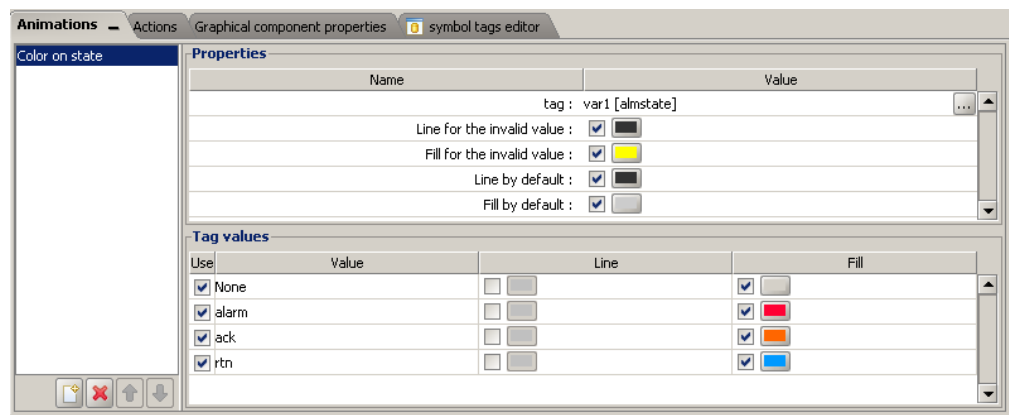 Animations Actions Graphical component properties symbol tags editor
Color on state
Properties
Name Value
tag : var1 [almstate] ...
Line for the invalid value :
Fill for the invalid value :
Line by default :
Fill by default :
Tag values
Use Value Line Fill
None
alarm
ack
rtn